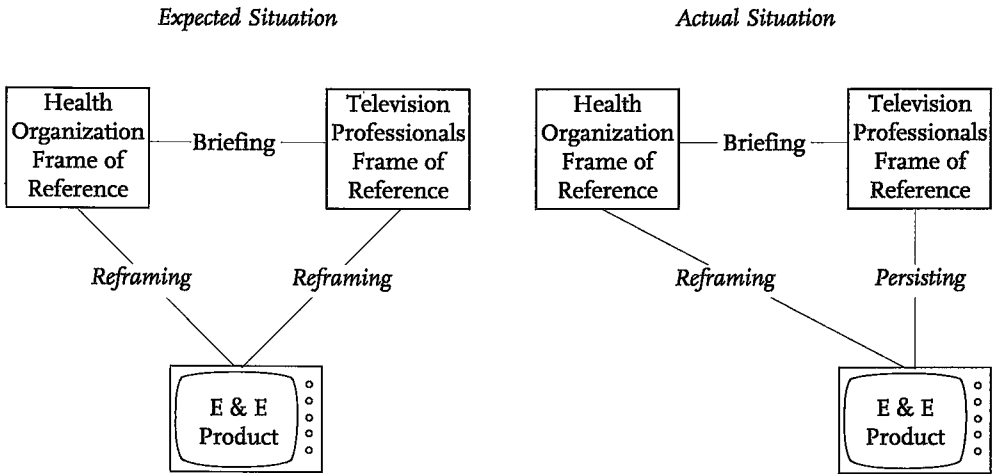 Expected Situation
Actual Situation
Health
Organization
Frame of
Reference
Briefing
Television
Professionals
Frame of
Reference
Health
Organization
Frame of
Reference
Briefing
Television
Professionals
Frame of
Reference
Reframing
Reframing
Reframing
Persisting
E & E
Product
E & E
Product